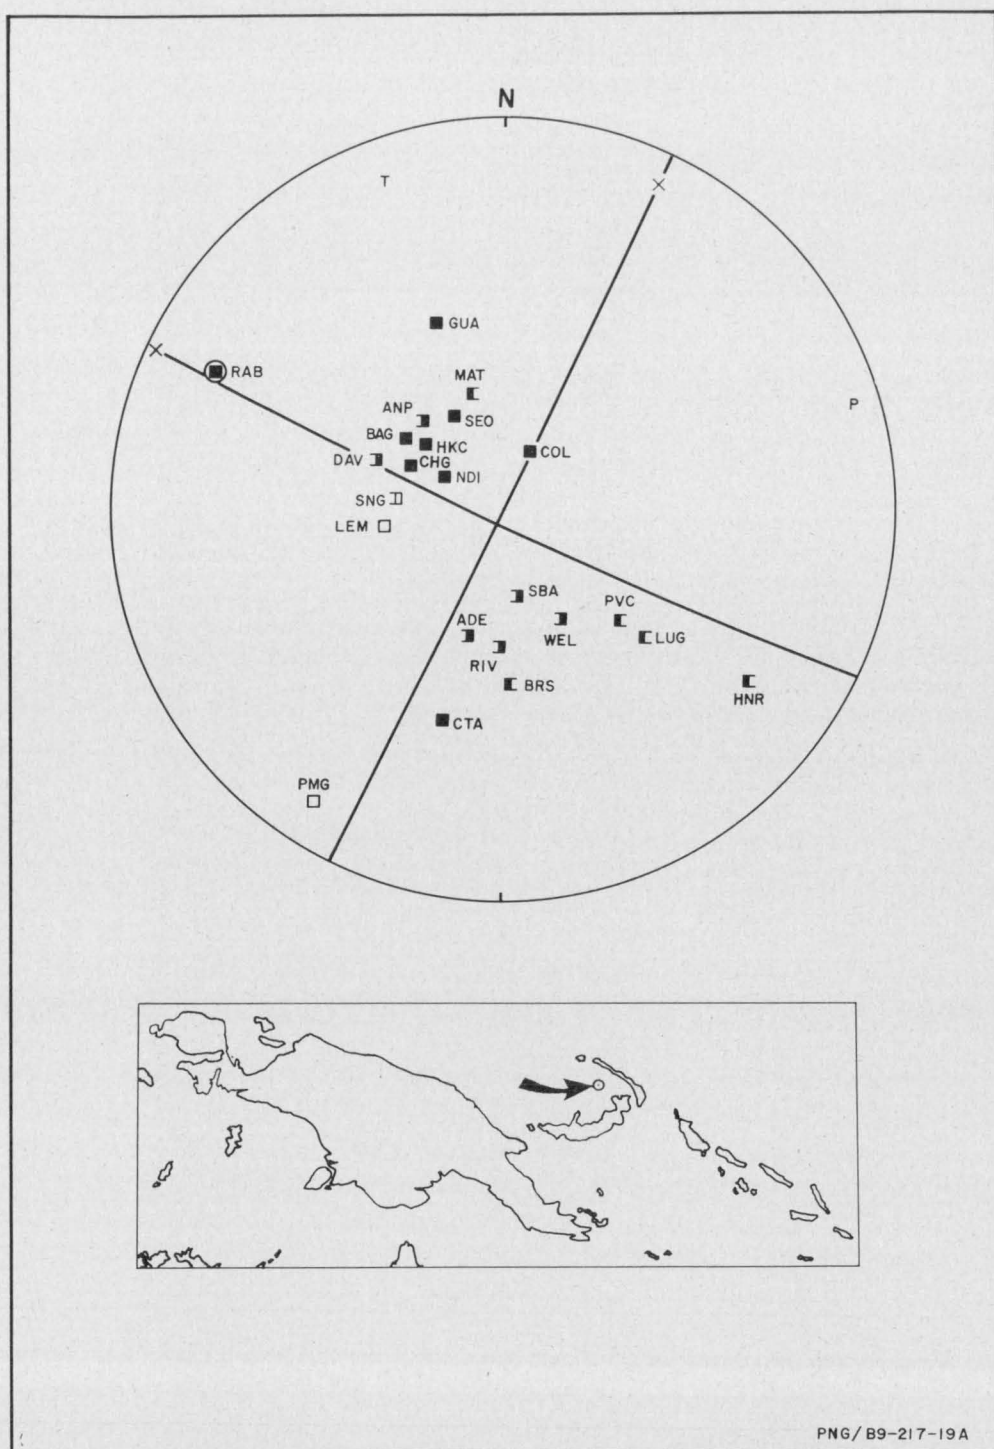 N
T
GUA
RAB
MAT
P
ANP
SEO
BAG
HKC
COL
DAV
CHG
NDI
SNG
LEM
SBA
PVC
ADE
WEL
LUG
RIV
BRS
HNR
CTA
PMG
PNG/B9-217-19A